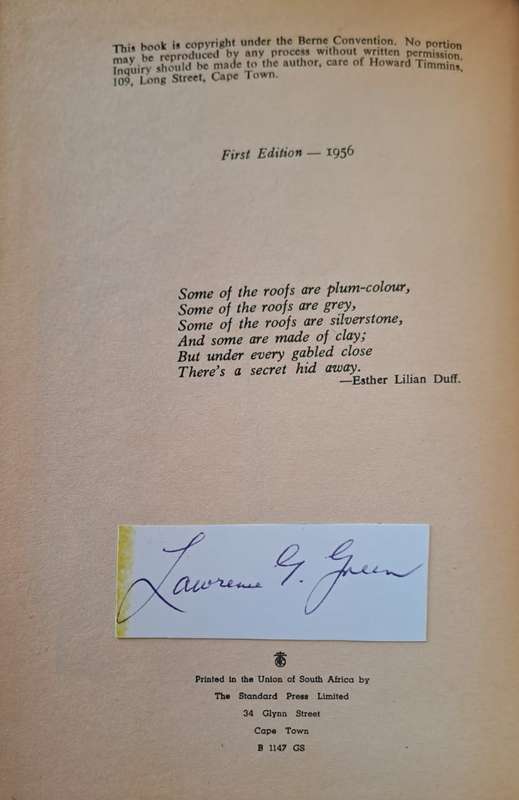 This book is copyright under the Berne Convention. No portion
may be reproduced by any process without written permission.
Inquiry should be made to the author, care of Howard Timmins,
109, Long Street, Cape Town.
First Edition — 1956
Some of the roofs are plum-colour,
Some of the roofs are grey,
Some of the roofs are silverstone,
And some are made of clay;
But under every gabled close
There's a secret hid away.
—Esther Lilian Duff.
Lawrence G. Green
Printed in the Union of South Africa by
The Standard Press Limited
34 Glynn Street
Cape Town
B 1147 GS